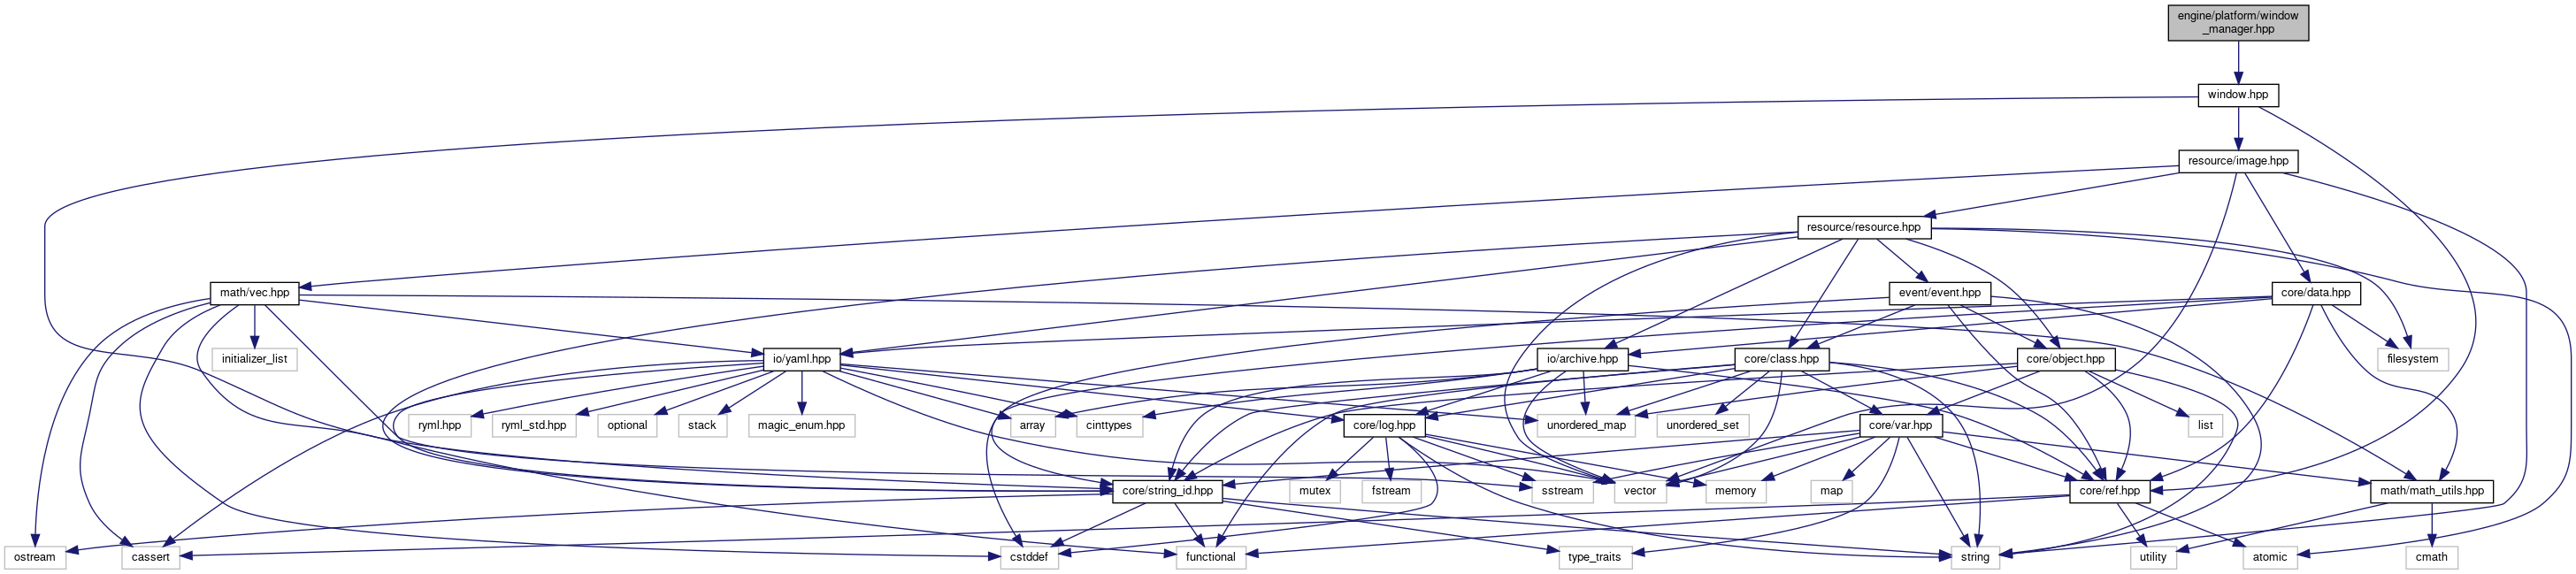 engine/platform/window
_manager.hpp
window.hpp
resource/image.hpp
resource/resource.hpp
math/vec.hpp
event/event.hpp
core/data.hpp
initializer_list
io/yaml.hpp
io/archive.hpp
core/class.hpp
core/object.hpp
filesystem
ryml.hpp
ryml_std.hpp
optional
stack
magic_enum.hpp
array
cinttypes
core/log.hpp
unordered_map
unordered_set
core/var.hpp
list
core/string_id.hpp
mutex
fstream
sstream
vector
memory
map
core/ref.hpp
math/math_utils.hpp
ostream
cassert
cstddef
functional
type_traits
string
utility
atomic
cmath